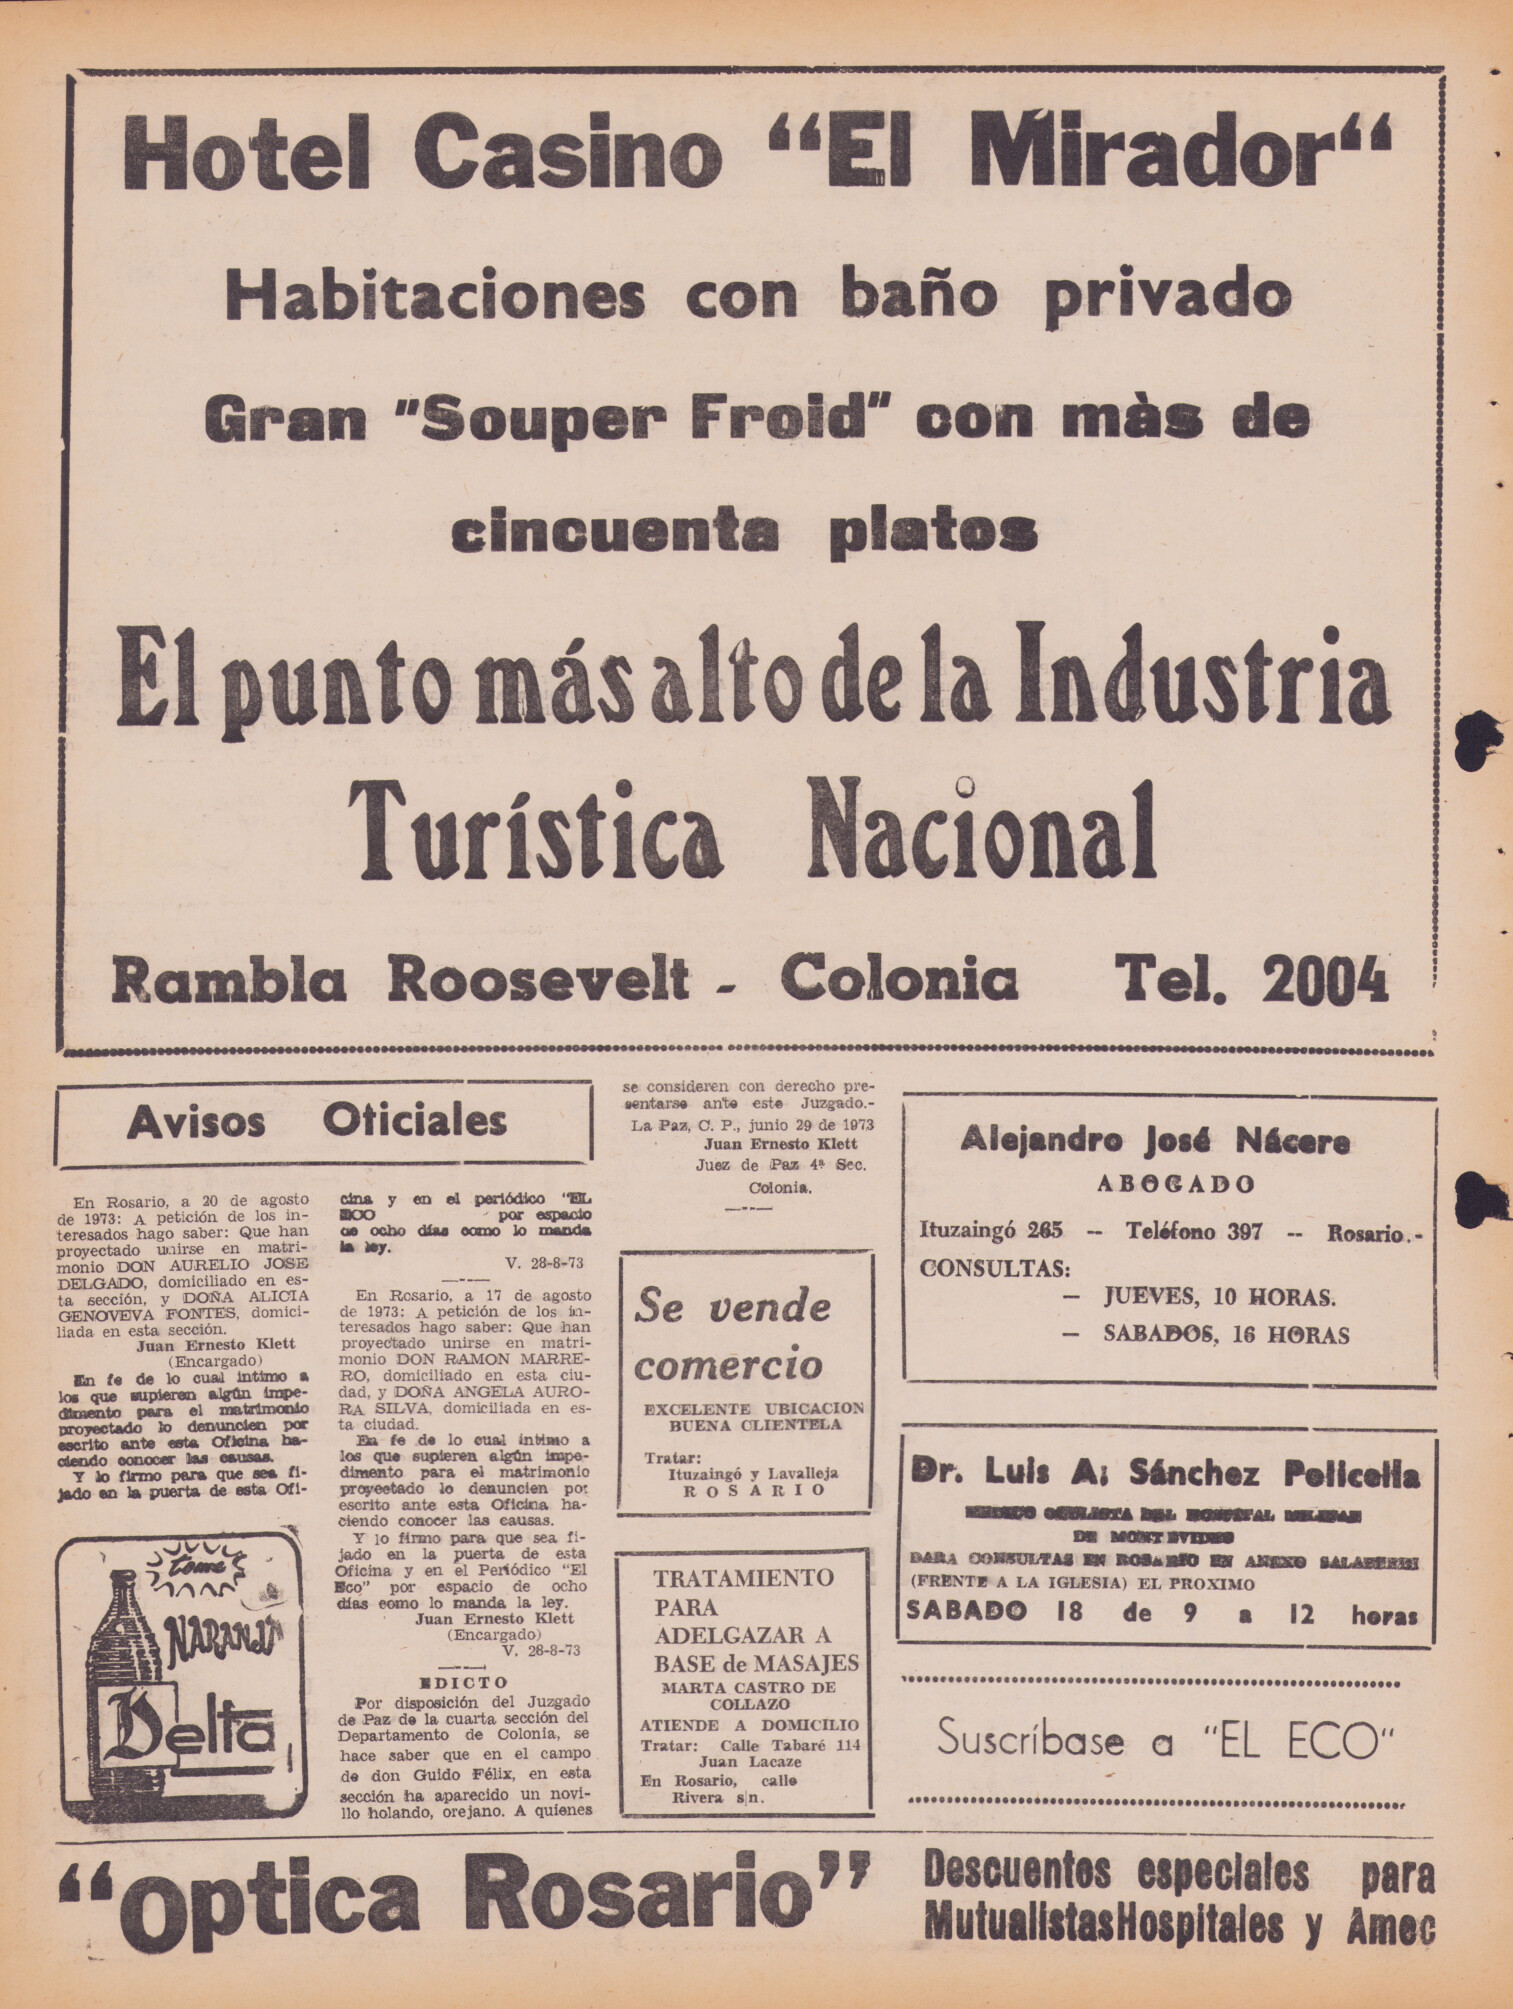 Hotel Casino “El Mirador“
Habitaciones con baño privado
Gran "Souper Froid" con màs de
cincuenta platos
El punto más alto de la Industria
Turística Nacional
Rambla Roosevelt - Colonia Tel. 2004
Avisos Oficiales
En Rosario, a 20 de agosto
de 1973: A petición de los in-
teresados hago saber: Que han
proyectado unirse en matri-
monio DON AURELIO JOSE
DELGADO, domiciliado en es-
ta sección, y DOÑA ALICIA
GENOVEVA FONTES, domici-
liada en esta sección.
Juan Ernesto Klett
(Encargado)
En fe de lo cual intimo a
los que supieren algún impe-
dimento para el matrimonio
proyectado lo denuncien por
escrito ante esta Oficina ha-
ciendo conocer las causas.
Y lo firmo para que sea fi-
jado en la puerta de esta Ofi-
tome
NARANJA
Delta
cina y en el periódico "EL
ECO por espacio
de ocho días como lo manda
la ley.
V. 28-8-73
En Rosario, a 17 de agosto
de 1973: A petición de los in-
teresados hago saber: Que han
proyectado unirse en matri-
monio DON RAMON MARRE-
RO, domiciliado en esta ciu-
dad, y DOÑA ANGELA AURO-
RA SILVA, domiciliada en es-
ta ciudad.
En fe de lo cual intimo a
los que supieren algún impe-
dimento para el matrimonio
proyectado lo denuncien por
escrito ante esta Oficina ha-
ciendo conocer las causas.
Y lo firmo para que sea fi-
jado en la puerta de esta
Oficina y en el Periódico "El
Eco" por espacio de ocho
días como lo manda la ley.
Juan Ernesto Klett
(Encargado)
V. 28-8-73
EDICTO
Por disposición del Juzgado
de Paz de la cuarta sección del
Departamento de Colonia, se
hace saber que en el campo
de don Guido Félix, en esta
sección ha aparecido un novi-
llo holando, orejano. A quienes
se consideren con derecho pre-
sentarse ante este Juzgado.-
La Paz, C. P., junio 29 de 1973
Juan Ernesto Klett
Juez de Paz 4ª Sec.
Colonia.
Se vende
comercio
EXCELENTE UBICACION
BUENA CLIENTELA
Tratar:
Ituzaingó y Lavalleja
ROSARIO
TRATAMIENTO
PARA
ADELGAZAR A
BASE de MASAJES
MARTA CASTRO DE
COLLAZO
ATIENDE A DOMICILIO
Tratar: Calle Tabaré 114
Juan Lacaze
En Rosario, calle
Rivera s|n.
Alejandro José Nácere
ABOGADO
Ituzaingó 265 -- Teléfono 397 -- Rosario.-
CONSULTAS:
— JUEVES, 10 HORAS.
— SABADOS, 16 HORAS
Dr. Luis A. Sánchez Policella
MEDICO OCULISTA DEL HOSPITAL MILITAR
DE MONTEVIDEO
DARA CONSULTAS EN ROSARIO EN ANEXO SALABERRI
(FRENTE A LA IGLESIA) EL PROXIMO
SABADO 18 de 9 a 12 horas
Suscríbase a "EL ECO"
“Optica Rosario”
Descuentos especiales para
Mutualistas Hospitales y Amec